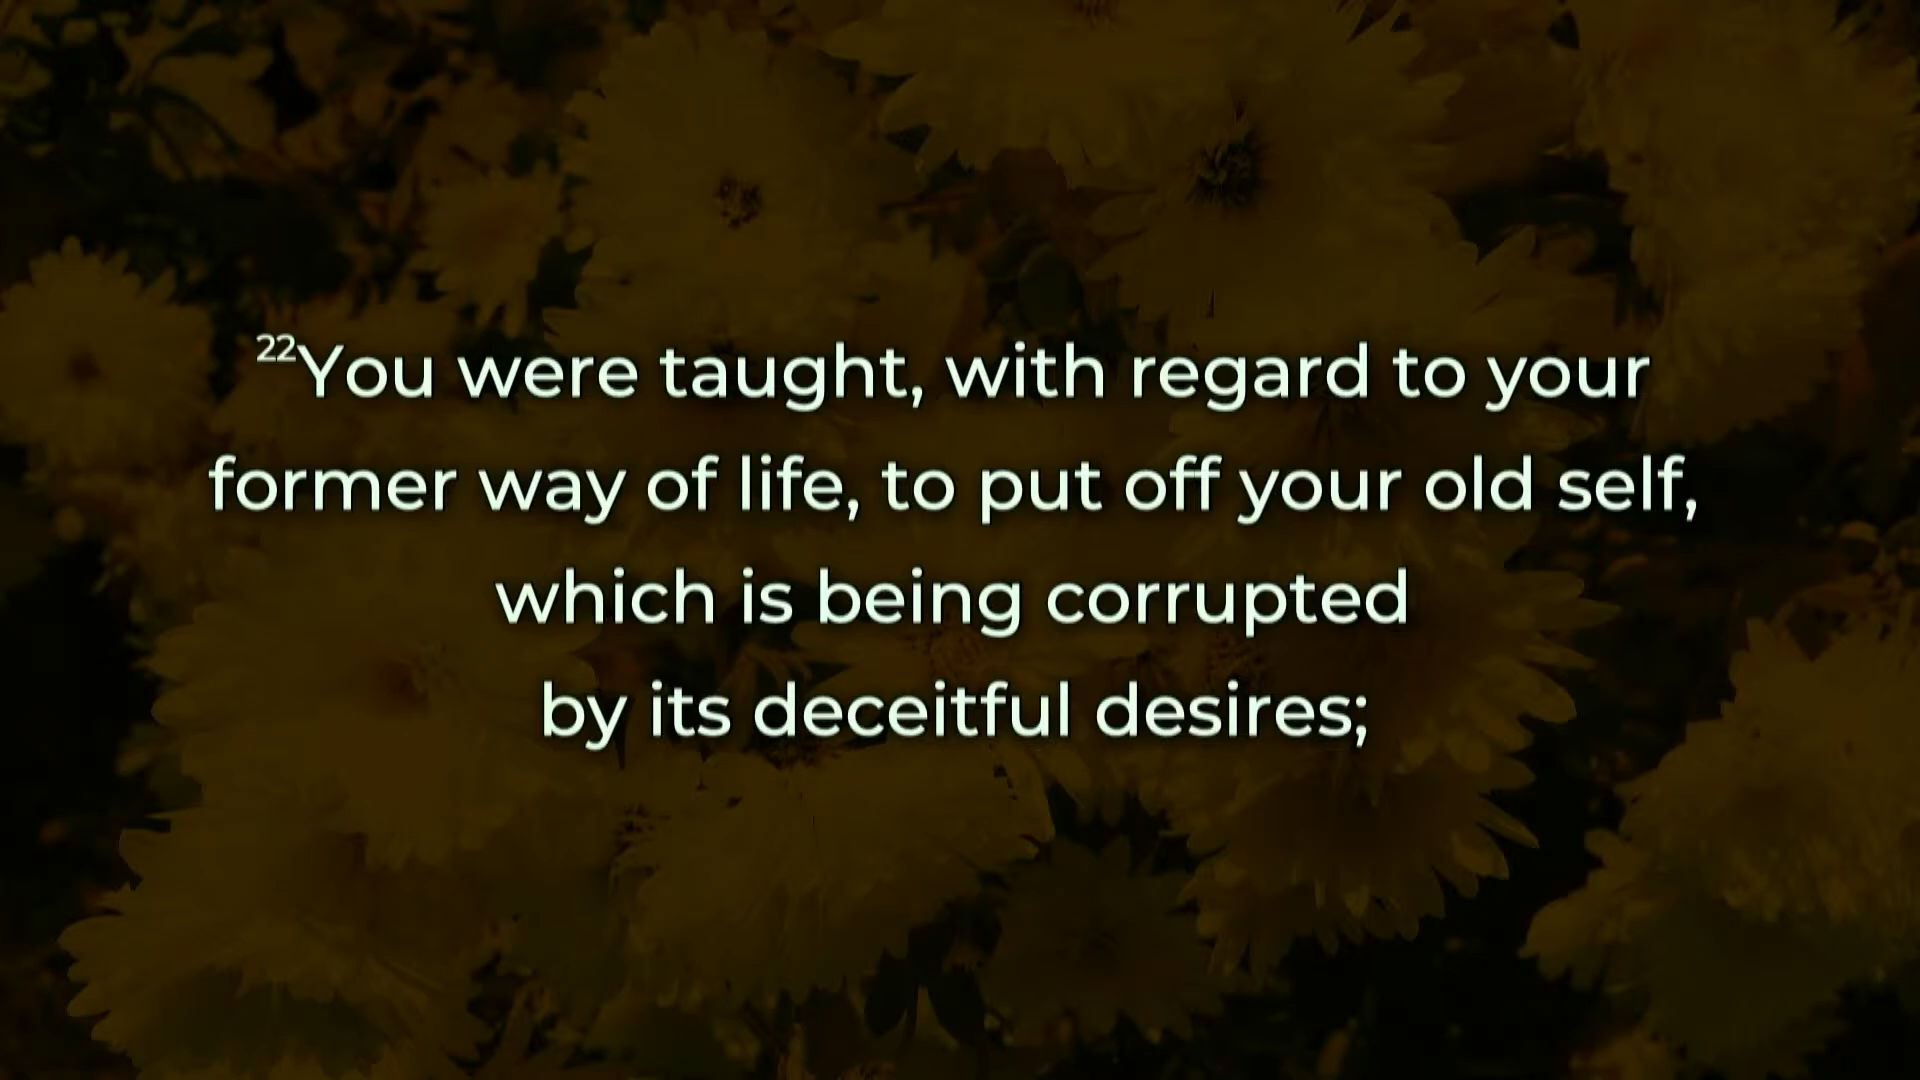 22You were taught, with regard to your
former way of life, to put off your old self,
which is being corrupted
by its deceitful desires;